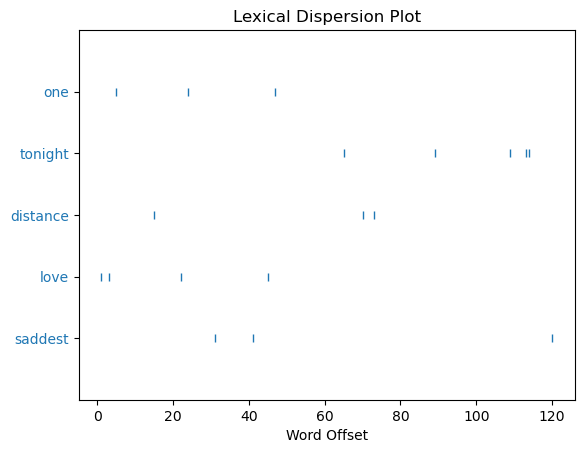 Lexical Dispersion Plot
one
tonight
distance
love
saddest
0 20 40 60 80 100 120
Word Offset